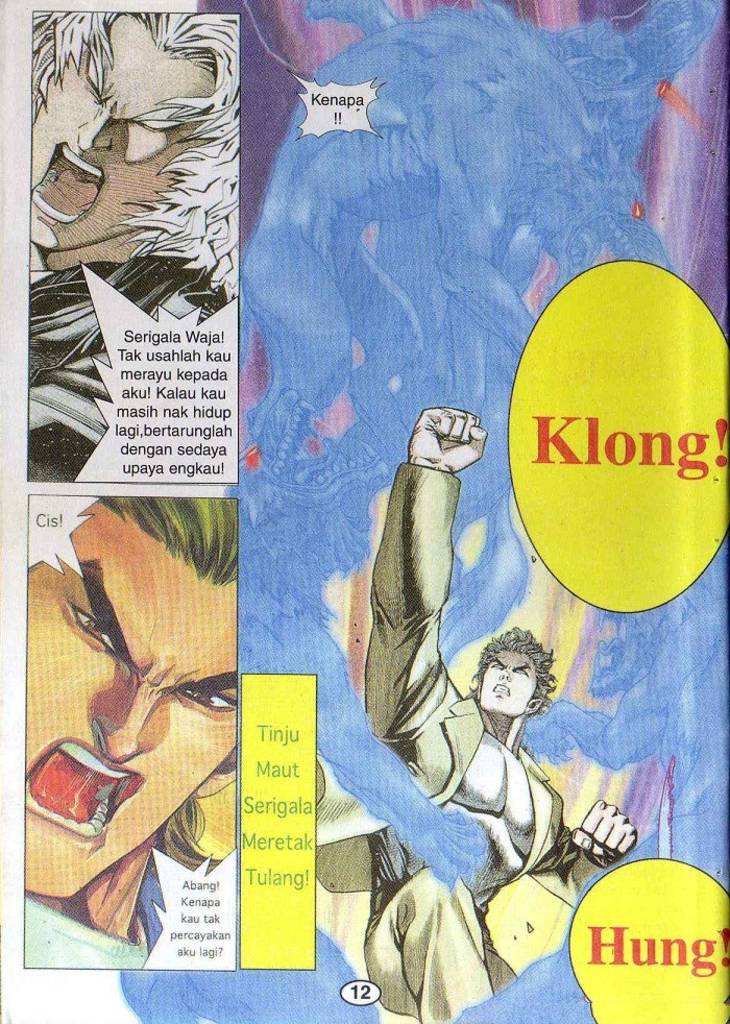 Kenapa
!!
Serigala Waja!
Tak usahlah kau
merayu kepada
aku! Kalau kau
masih nak hidup
lagi,bertarunglah
dengan sedaya
upaya engkau!
Klong!
Cis!
Tinju
Maut
Serigala
Meretak
Tulang!
Abang!
Kenapa
kau tak
percayakan
aku lagi?
Hung!
12